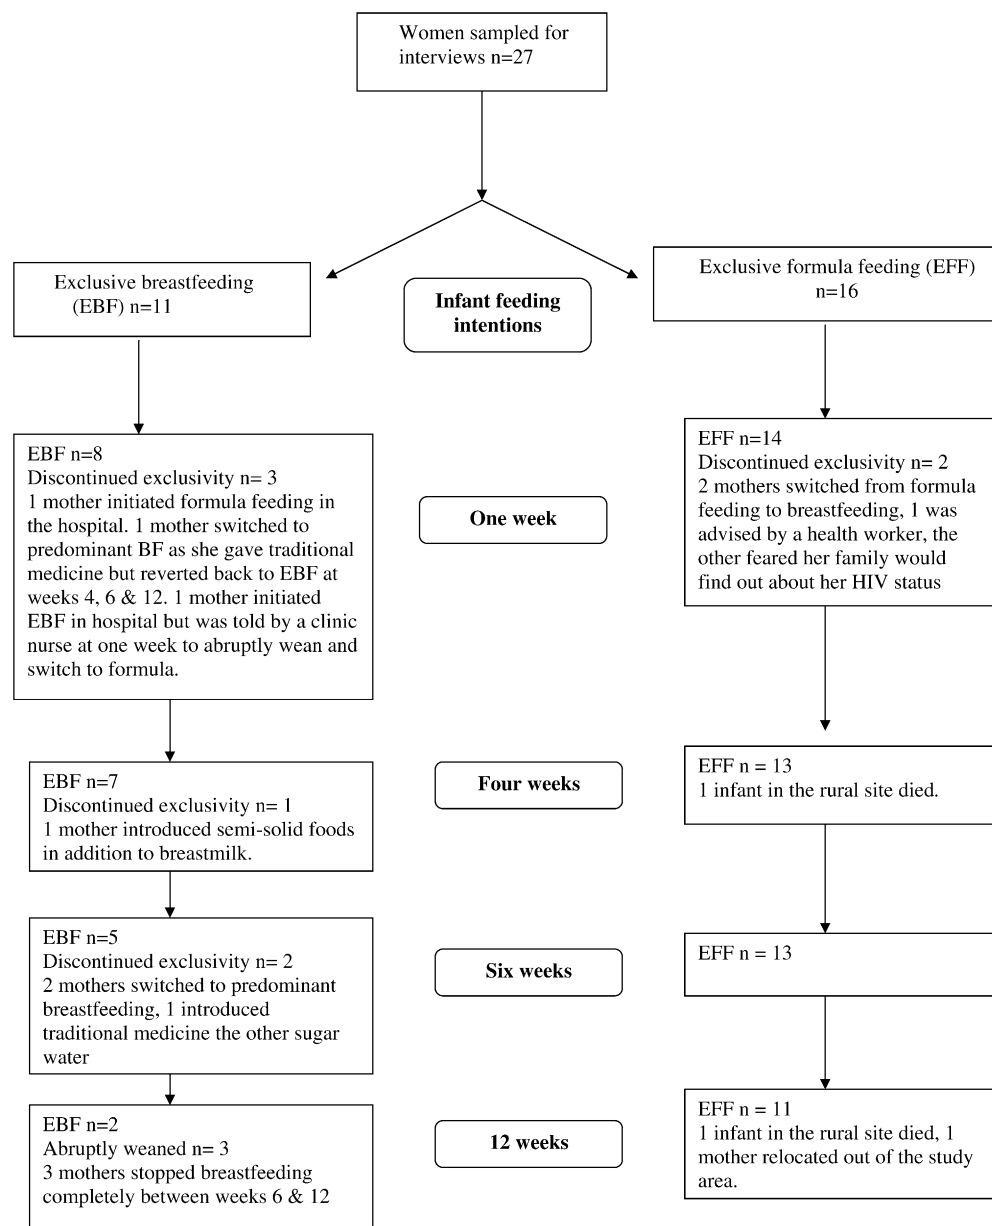 Women sampled for
interviews n=27
Exclusive breastfeeding
(EBF) n=11
Infant feeding
intentions
Exclusive formula feeding (EFF)
n=16
EBF n=8
Discontinued exclusivity n= 3
1 mother initiated formula feeding in
the hospital. 1 mother switched to
predominant BF as she gave traditional
medicine but reverted back to EBF at
weeks 4, 6 & 12. 1 mother initiated
EBF in hospital but was told by a clinic
nurse at one week to abruptly wean and
switch to formula.
One week
EFF n=14
Discontinued exclusivity n= 2
2 mothers switched from formula
feeding to breastfeeding, 1 was
advised by a health worker, the
other feared her family would
find out about her HIV status
EBF n=7
Discontinued exclusivity n= 1
1 mother introduced semi-solid foods
in addition to breastmilk.
Four weeks
EFF n = 13
1 infant in the rural site died.
EBF n=5
Discontinued exclusivity n= 2
2 mothers switched to predominant
breastfeeding, 1 introduced
traditional medicine the other sugar
water
Six weeks
EFF n = 13
EBF n=2
Abruptly weaned n= 3
3 mothers stopped breastfeeding
completely between weeks 6 & 12
12 weeks
EFF n = 11
1 infant in the rural site died, 1
mother relocated out of the study
area.